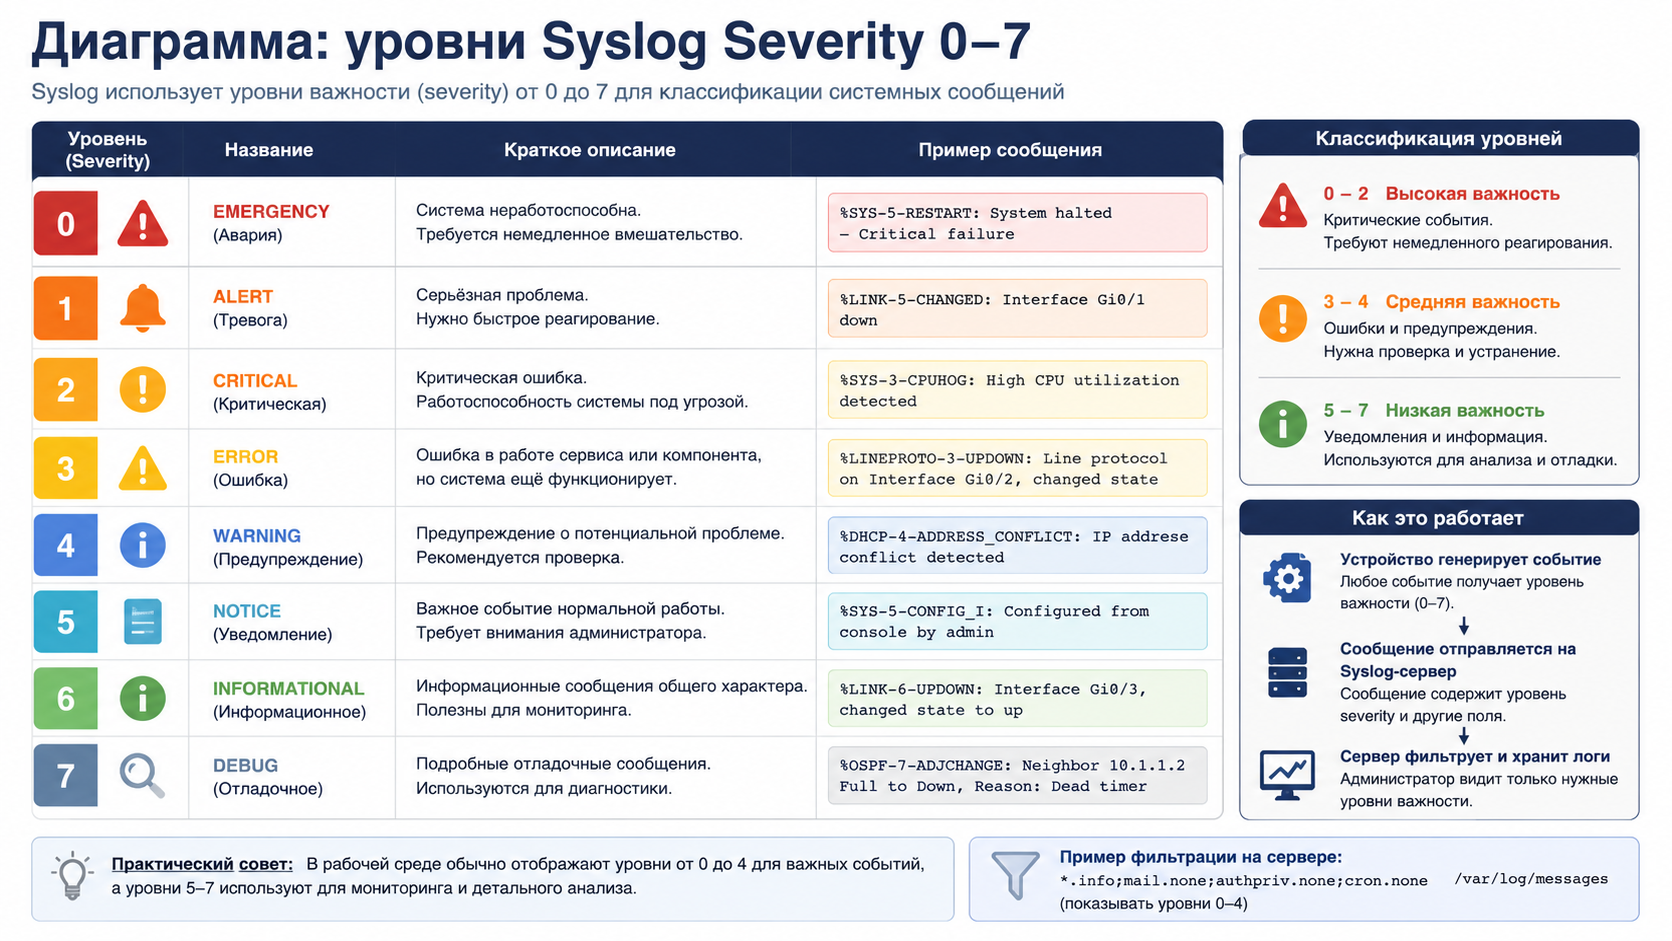 Диаграмма: уровни Syslog Severity 0–7
Syslog использует уровни важности (severity) от 0 до 7 для классификации системных сообщений
Уровень
(Severity)
Название
Краткое описание
Пример сообщения
0
EMERGENCY
(Авария)
Система неработоспособна.
Требуется немедленное вмешательство.
%SYS-5-RESTART: System halted
– Critical failure
1
ALERT
(Тревога)
Серьёзная проблема.
Нужно быстрое реагирование.
%LINK-5-CHANGED: Interface Gi0/1
down
2
CRITICAL
(Критическая)
Критическая ошибка.
Работоспособность системы под угрозой.
%SYS-3-CPUHOG: High CPU utilization
detected
3
ERROR
(Ошибка)
Ошибка в работе сервиса или компонента,
но система ещё функционирует.
%LINEPROTO-3-UPDOWN: Line protocol
on Interface Gi0/2, changed state
4
WARNING
(Предупреждение)
Предупреждение о потенциальной проблеме.
Рекомендуется проверка.
%DHCP-4-ADDRESS_CONFLICT: IP addrese
conflict detected
5
NOTICE
(Уведомление)
Важное событие нормальной работы.
Требует внимания администратора.
%SYS-5-CONFIG_I: Configured from
console by admin
6
INFORMATIONAL
(Информационное)
Информационные сообщения общего характера.
Полезны для мониторинга.
%LINK-6-UPDOWN: Interface Gi0/3,
changed state to up
7
DEBUG
(Отладочное)
Подробные отладочные сообщения.
Используются для диагностики.
%OSPF-7-ADJCHANGE: Neighbor 10.1.1.2
Full to Down, Reason: Dead timer
Классификация уровней
0 – 2 Высокая важность
Критические события.
Требуют немедленного реагирования.
3 – 4 Средняя важность
Ошибки и предупреждения.
Нужна проверка и устранение.
5 – 7 Низкая важность
Уведомления и информация.
Используются для анализа и отладки.
Как это работает
Устройство генерирует событие
Любое событие получает уровень
важности (0–7).
Сообщение отправляется на
Syslog-сервер
Сообщение содержит уровень
severity и другие поля.
Сервер фильтрует и хранит логи
Администратор видит только нужные
уровни важности.
Практический совет: В рабочей среде обычно отображают уровни от 0 до 4 для важных событий,
а уровни 5–7 используют для мониторинга и детального анализа.
Пример фильтрации на сервере:
*.info;mail.none;authpriv.none;cron.none /var/log/messages
(показывать уровни 0–4)